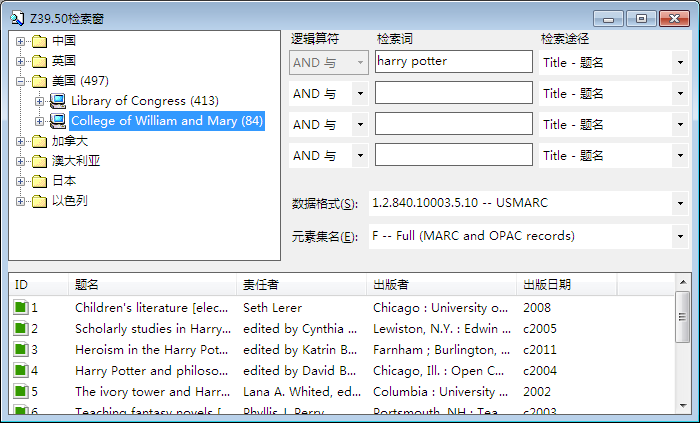 Z39.50检索窗
中国
英国
美国 (497)
Library of Congress (413)
College of William and Mary (84)
加拿大
澳大利亚
日本
以色列
逻辑算符 检索词 检索途径
AND 与 harry potter Title - 题名
AND 与 Title - 题名
AND 与 Title - 题名
AND 与 Title - 题名
数据格式(S): 1.2.840.10003.5.10 -- USMARC
元素集名(E): F -- Full (MARC and OPAC records)
ID 题名 责任者 出版者 出版日期
1 Children's literature [elec... Seth Lerer Chicago : University o... 2008
2 Scholarly studies in Harry... edited by Cynthia ... Lewiston, N.Y. : Edwin ... c2005
3 Heroism in the Harry Pot... edited by Katrin B... Farnham ; Burlington, ... c2011
4 Harry Potter and philoso... edited by David B... Chicago, Ill. : Open C... c2004
5 The ivory tower and Harr... Lana A. Whited, ed... Columbia : University ... 2002
6 Teaching fantasy novels [... Phyllis J. Perry Portsmouth, NH : Tea... c2003